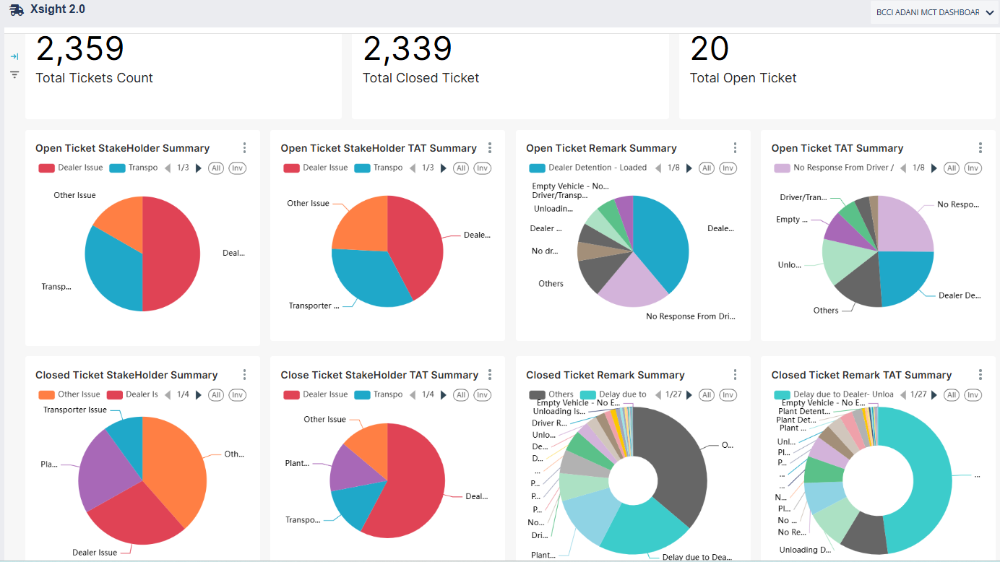 Xsight 2.0
BCCI ADANI MCT DASHBOAR
2,359
Total Tickets Count
2,339
Total Closed Ticket
20
Total Open Ticket
Open Ticket StakeHolder Summary
Dealer Issue Transpo 1/3 All Inv
Other Issue
Deal...
Transp...
Open Ticket StakeHolder TAT Summary
Dealer Issue Transpo 1/3 All Inv
Other Issue
Deale...
Transporter ...
Open Ticket Remark Summary
Dealer Detention - Loaded 1/8 All Inv
Empty Vehicle - No...
Driver/Transp...
Unloadin...
Dealer ...
Deale...
No dr...
Others
No Response From Dri...
Open Ticket TAT Summary
No Response From Driver / 1/8 All Inv
Driver/Tran...
No Respo...
Empty ...
Unlo...
Dealer De...
Others
Closed Ticket StakeHolder Summary
Other Issue Dealer Is 1/4 All Inv
Transporter Issue
Oth...
Pla...
Dealer Issue
Close Ticket StakeHolder TAT Summary
Dealer Issue Transpo 1/4 All Inv
Other Issue
Plant...
Deal...
Transpo...
Closed Ticket Remark Summary
Others Delay due to 1/27 All Inv
Empty Vehicle - No E...
Unloading Is...
Driver R...
Unlo...
De...
O...
D...
...
P...
P...
P...
No...
Dri...
Plant...
Delay due to Dea...
Closed Ticket Remark TAT Summary
Delay due to Dealer- Unloa 1/27 All Inv
Empty Vehicle - No E...
Plant Detent...
Plant Det...
Plant ...
Unl...
Pl...
P...
...
...
...
N...
Pl...
No ...
No Re...
Unloading D...